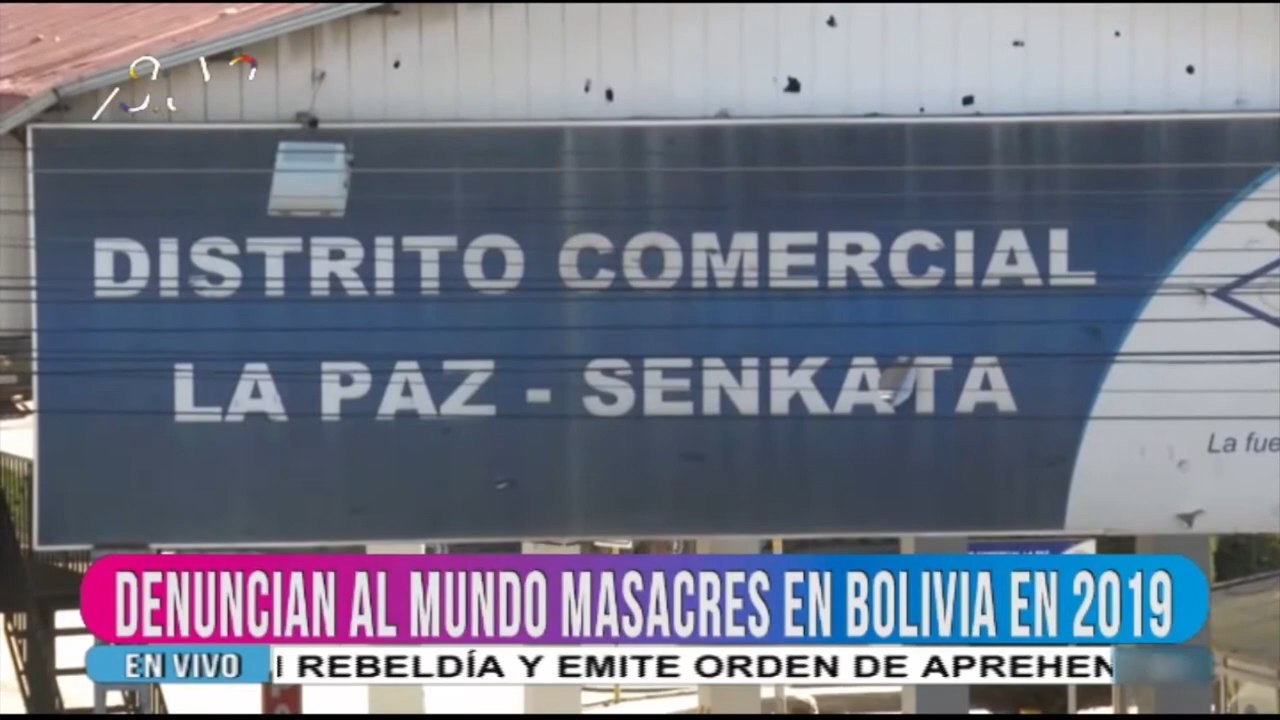 DISTRITO COMERCIAL
LA PAZ - SENKATA
La fue
DENUNCIAN AL MUNDO MASACRES EN BOLIVIA EN 2019
EN VIVO
I REBELDÍA Y EMITE ORDEN DE APREHEN